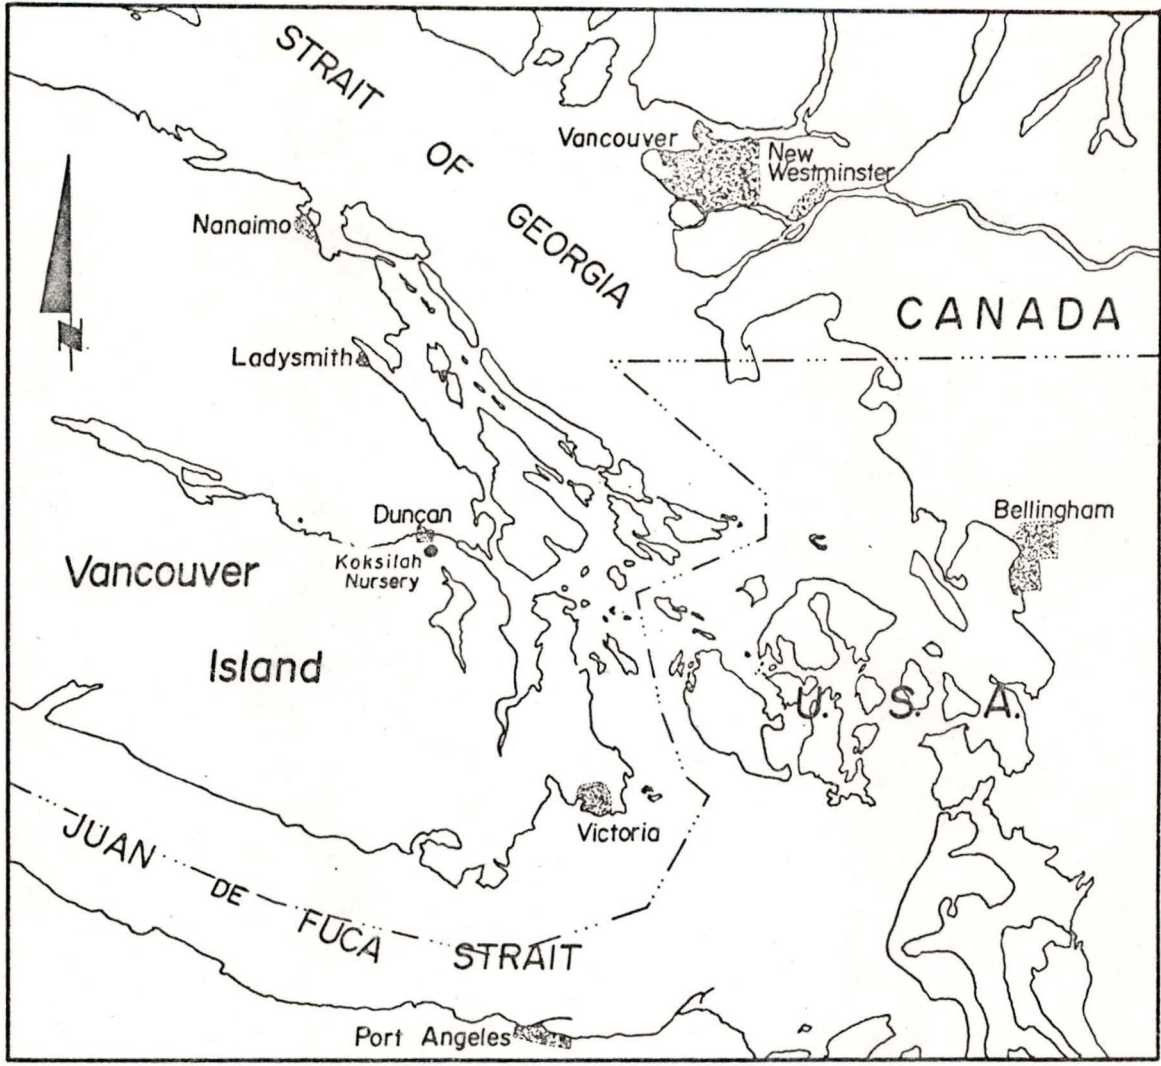 STRAIT
OF
GEORGIA
Vancouver
New
Westminster
Nanaimo
CANADA
Ladysmith
N
Duncan
Koksilah
Nursery
Bellingham
Vancouver
Island
U. S. A.
Victoria
JUAN
DE
FUCA
STRAIT
Port Angeles